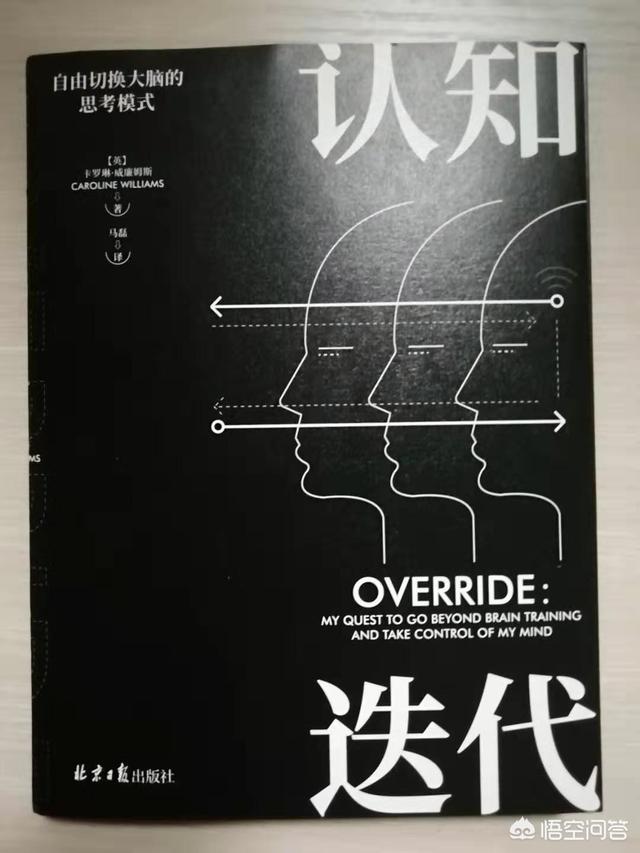 认知
自由切换大脑的
思考模式
【英】
卡罗琳·威廉姆斯
CAROLINE WILLIAMS
著
马磊
译
MS
OVERRIDE:
MY QUEST TO GO BEYOND BRAIN TRAINING
AND TAKE CONTROL OF MY MIND
迭代
北京日报出版社
悟空问答